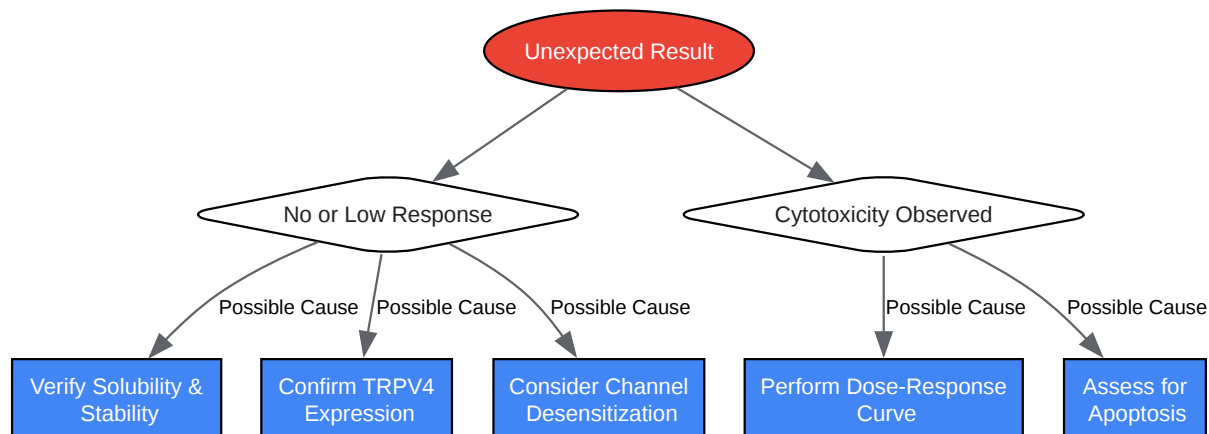 Unexpected Result
No or Low Response
Cytotoxicity Observed
Possible Cause
Possible Cause
Possible Cause
Possible Cause
Possible Cause
Verify Solubility &
Stability
Confirm TRPV4
Expression
Consider Channel
Desensitization
Perform Dose-Response
Curve
Assess for
Apoptosis